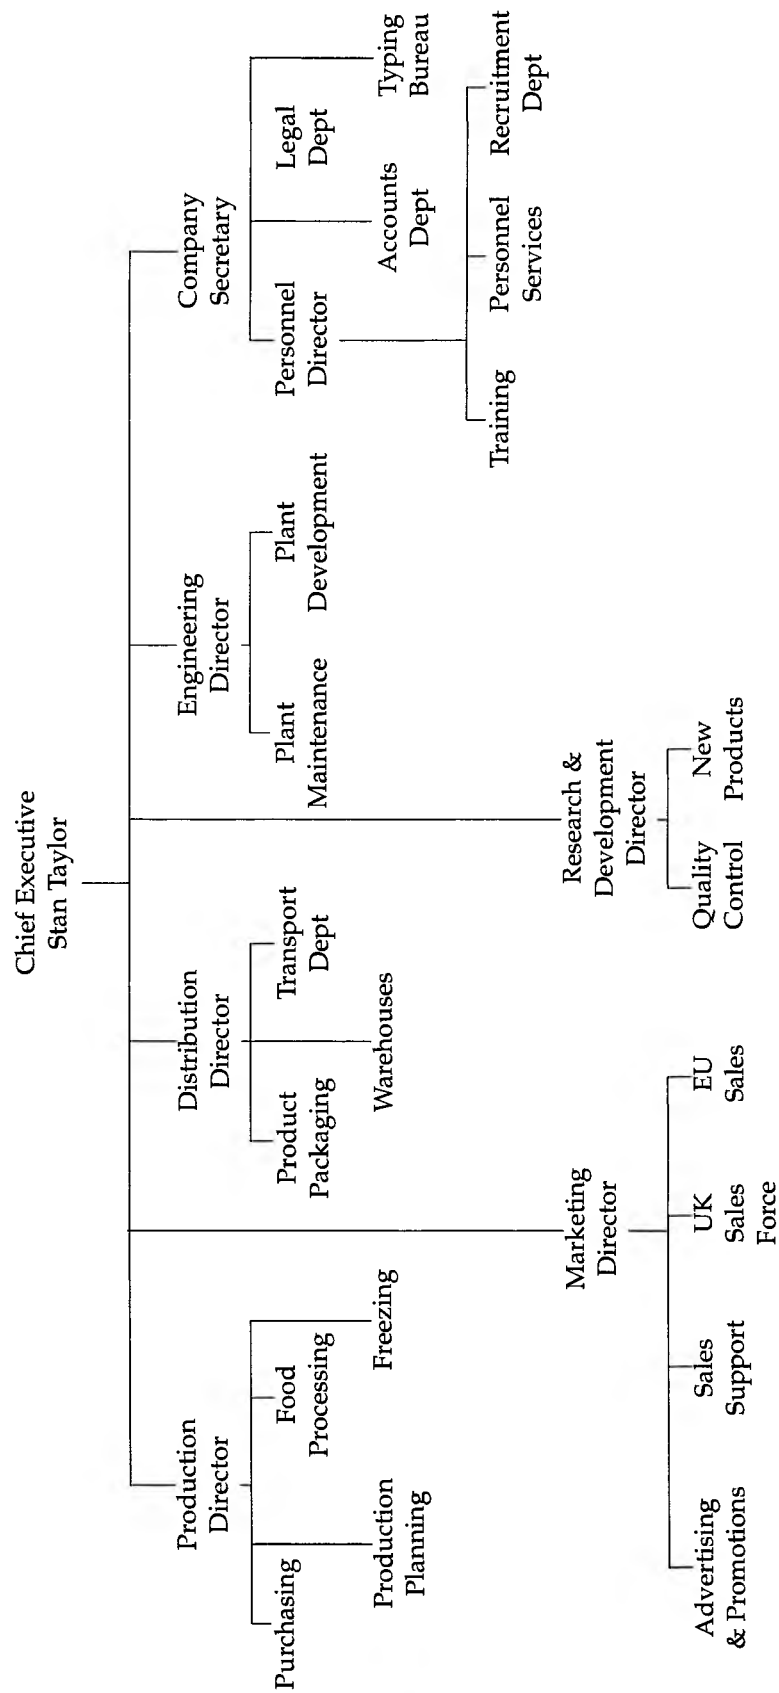 Chief Executive
Stan Taylor
Production
Director
Distribution
Director
Engineering
Director
Company
Secretary
Purchasing
Food
Processing
Production
Planning
Freezing
Product
Packaging
Transport
Dept
Warehouses
Plant
Maintenance
Plant
Development
Personnel
Director
Legal
Dept
Accounts
Dept
Typing
Bureau
Training
Personnel
Services
Recruitment
Dept
Marketing
Director
Research &
Development
Director
Advertising
& Promotions
Sales
Support
UK
Sales
Force
EU
Sales
Quality
Control
New
Products